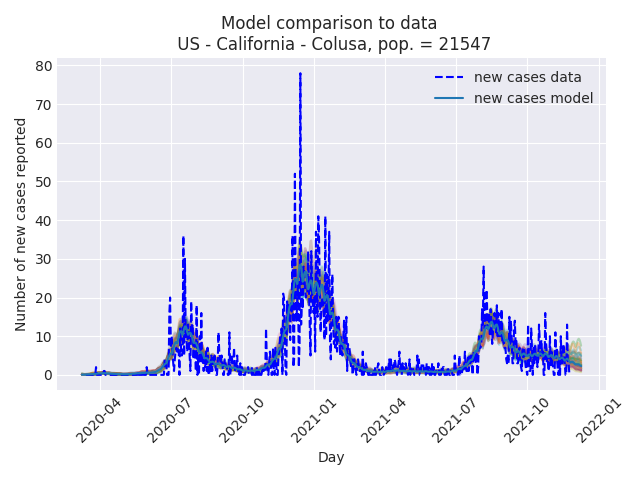 Model comparison to data
US - California - Colusa, pop. = 21547
new cases data
new cases model
Number of new cases reported
80
70
60
50
40
30
20
10
0
2020-04
2020-07
2020-10
2021-01
2021-04
2021-07
2021-10
2022-01
Day